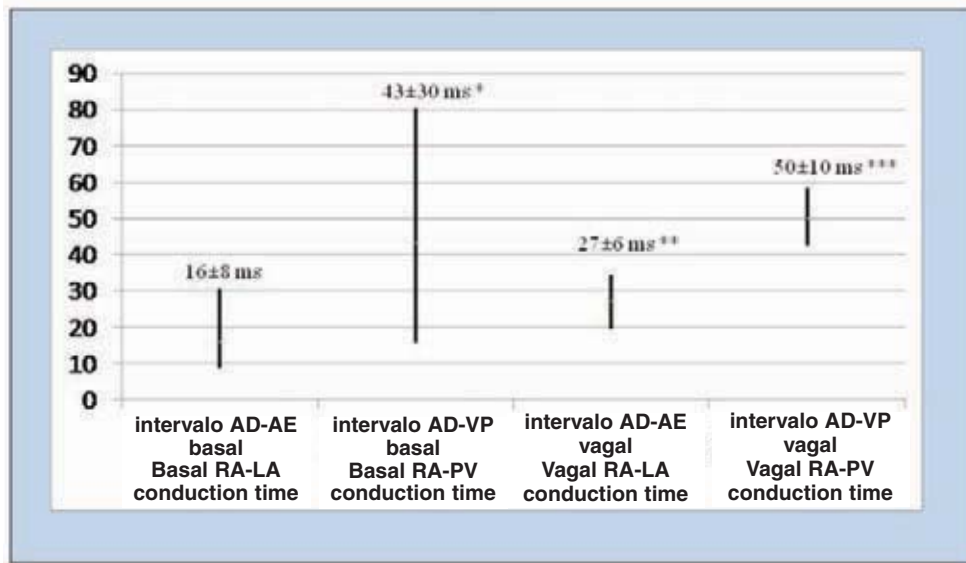 90
80
70
60
50
40
30
20
10
0
16±8 ms
43±30 ms *
27±6 ms **
50±10 ms ***
intervalo AD-AE
basal
Basal RA-LA
conduction time
intervalo AD-VP
basal
Basal RA-PV
conduction time
intervalo AD-AE
vagal
Vagal RA-LA
conduction time
intervalo AD-VP
vagal
Vagal RA-PV
conduction time